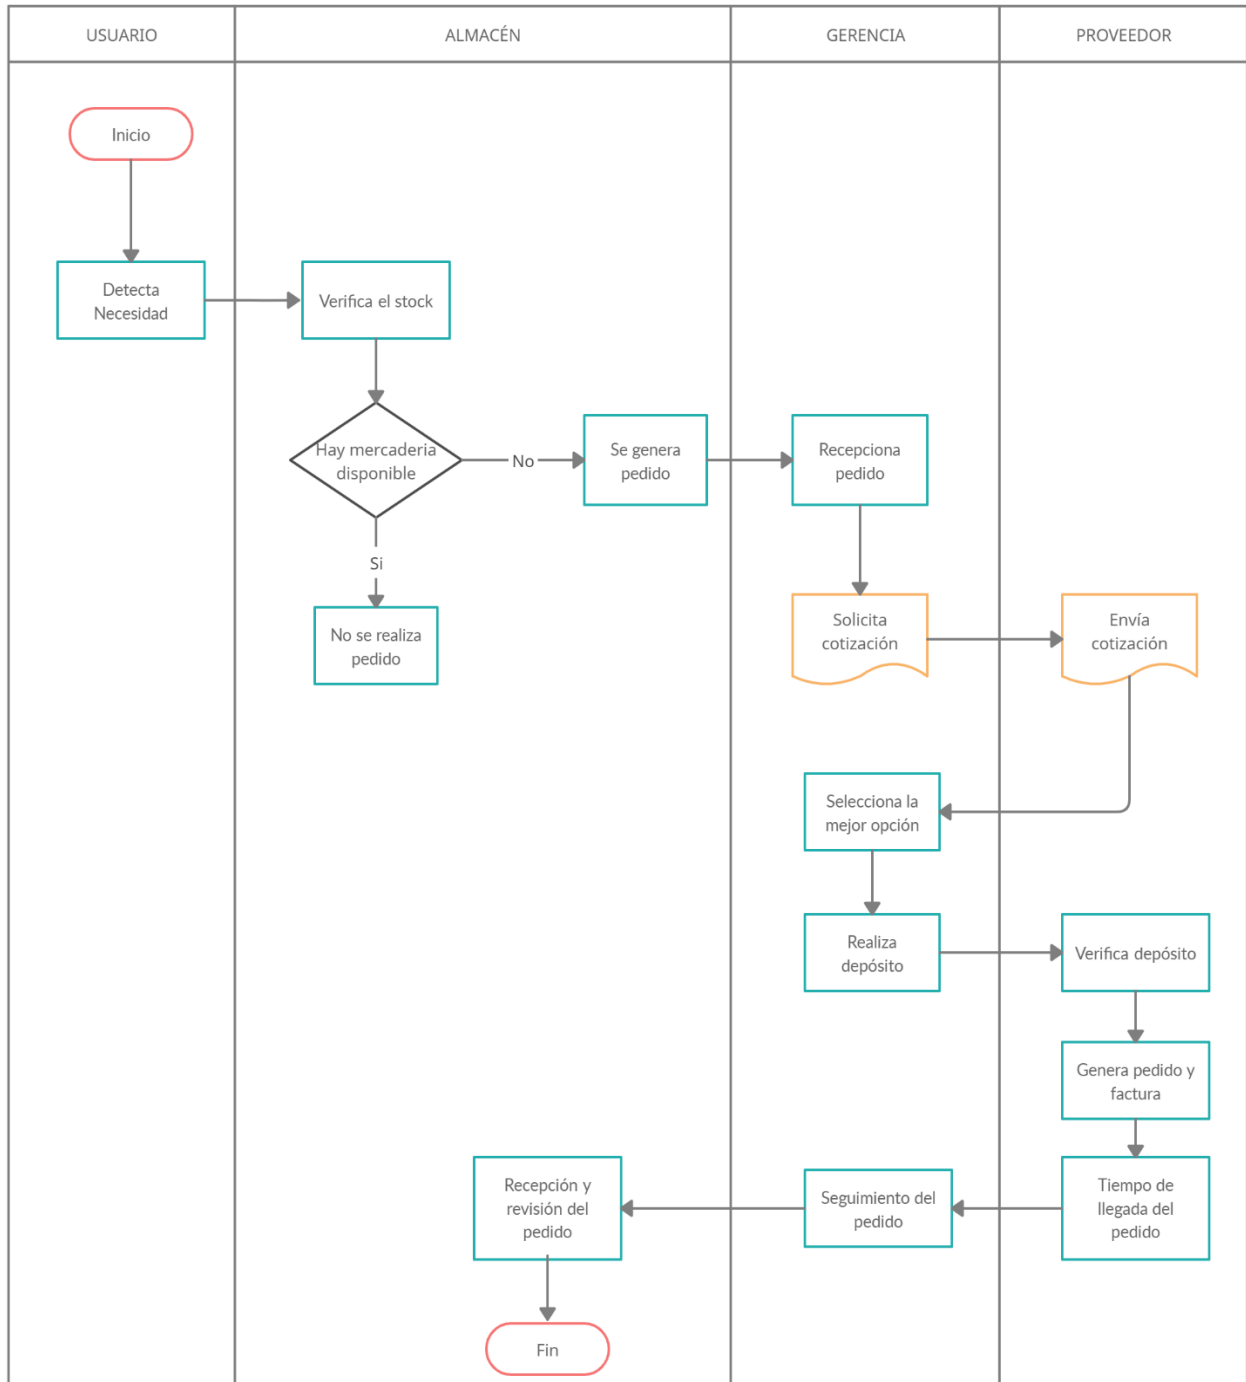 USUARIO
ALMACÉN
GERENCIA
PROVEEDOR
Inicio
Detecta
Necesidad
Verifica el stock
Hay mercaderia
disponible
No
Se genera
pedido
Recepciona
pedido
Si
No se realiza
pedido
Solicita
cotización
Envía
cotización
Selecciona la
mejor opción
Realiza
depósito
Verifica depósito
Genera pedido y
factura
Tiempo de
llegada del
pedido
Seguimiento del
pedido
Recepción y
revisión del
pedido
Fin